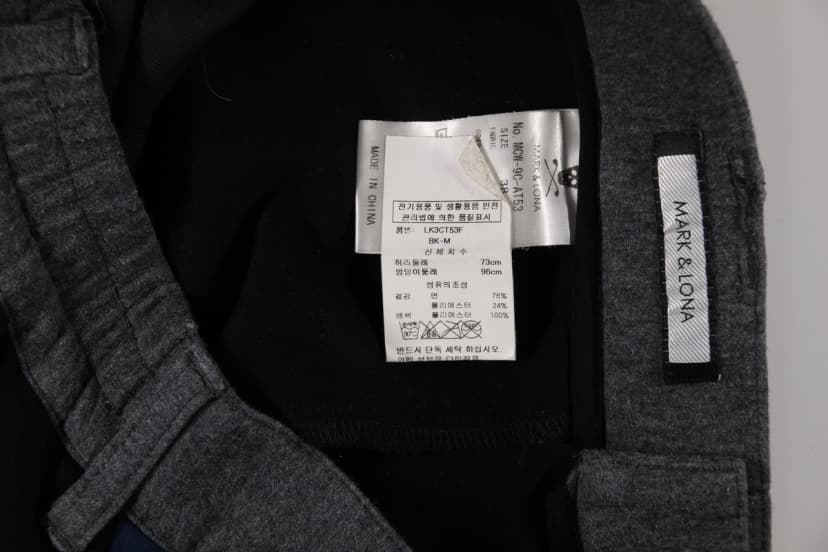 MARK & LONA
No. MCW-9C-AT53
SIZE 38
FABRIC
MADE IN CHINA
전기용품 및 생활용품 안전
관리법에 의한 품질표시
품번: LK3CT53F
BK-M
신체치수
허리둘레 73cm
엉덩이둘레 96cm
섬유의조성
겉감 면 76%
폴리에스터 24%
배색 폴리에스터 100%
반드시 단독 세탁 하십시오.
MARK & LONA